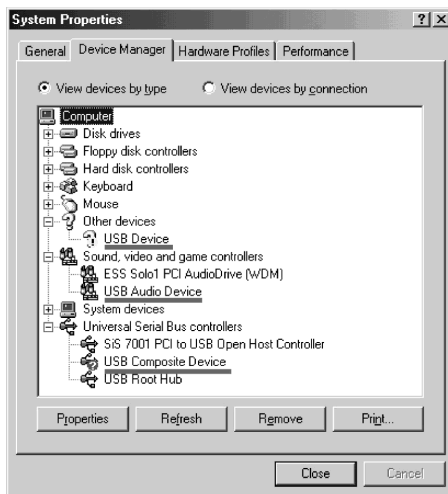 System Properties
General Device Manager Hardware Profiles Performance
View devices by type View devices by connection
Computer
Disk drives
Floppy disk controllers
Hard disk controllers
Keyboard
Mouse
Other devices
USB Device
Sound, video and game controllers
ESS Solo1 PCI AudioDrive (WDM)
USB Audio Device
System devices
Universal Serial Bus controllers
SiS 7001 PCI to USB Open Host Controller
USB Composite Device
USB Root Hub
Properties Refresh Remove Print...
Close Cancel